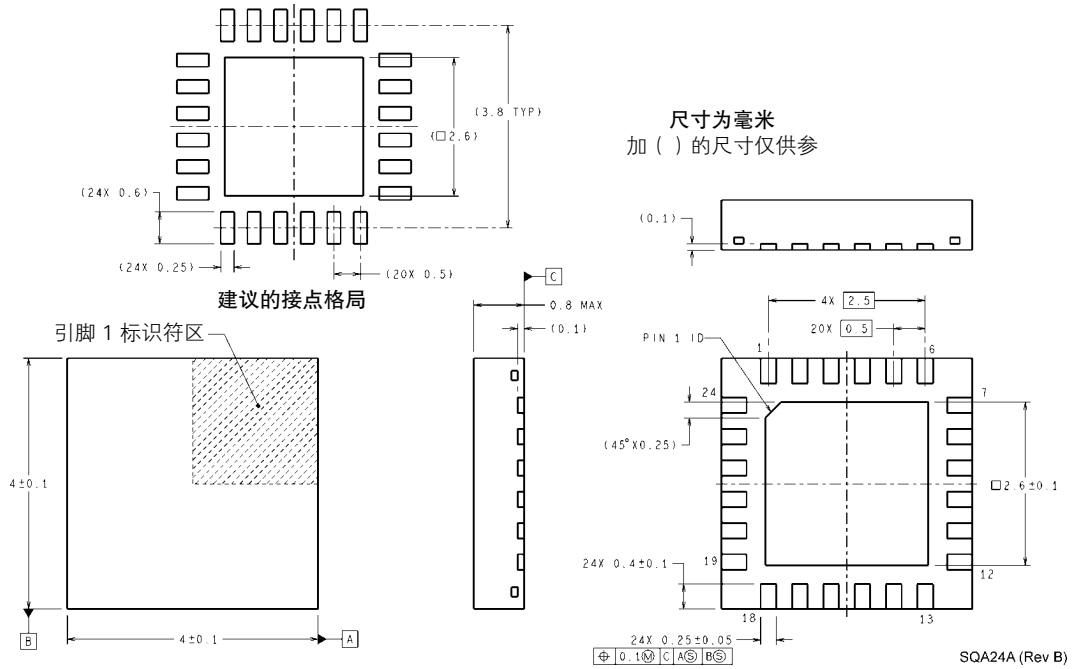 (3.8 TYP)
(□2.6)
(24X 0.6)
(24X 0.25)
(20X 0.5)
建议的接点格局
尺寸为毫米
加 ( ) 的尺寸仅供参
(0.1)
C
0.8 MAX
(0.1)
引脚 1 标识符区
4±0.1
B
4±0.1
A
4X 2.5
20X 0.5
PIN 1 ID
1
6
24
7
(45°X0.25)
□2.6±0.1
19
12
24X 0.4±0.1
18
13
24X 0.25±0.05
⌖ 0.1Ⓜ C AⓈ BⓈ
SQA24A (Rev B)